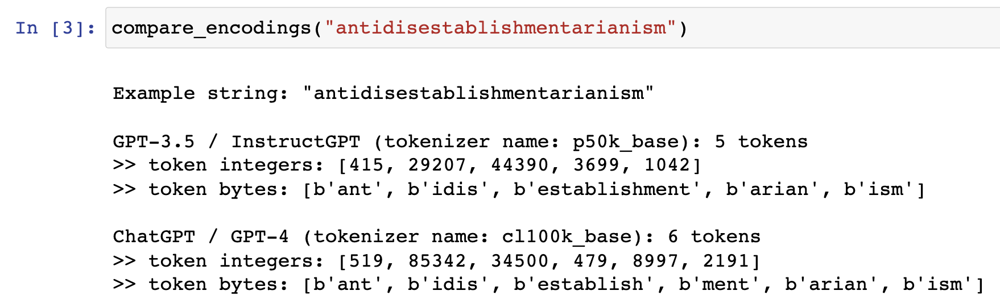 In [3]: compare_encodings("antidisestablishmentarianism")
Example string: "antidisestablishmentarianism"
GPT-3.5 / InstructGPT (tokenizer name: p50k_base): 5 tokens
>> token integers: [415, 29207, 44390, 3699, 1042]
>> token bytes: [b'ant', b'idis', b'establishment', b'arian', b'ism']
ChatGPT / GPT-4 (tokenizer name: cl100k_base): 6 tokens
>> token integers: [519, 85342, 34500, 479, 8997, 2191]
>> token bytes: [b'ant', b'idis', b'establish', b'ment', b'arian', b'ism']